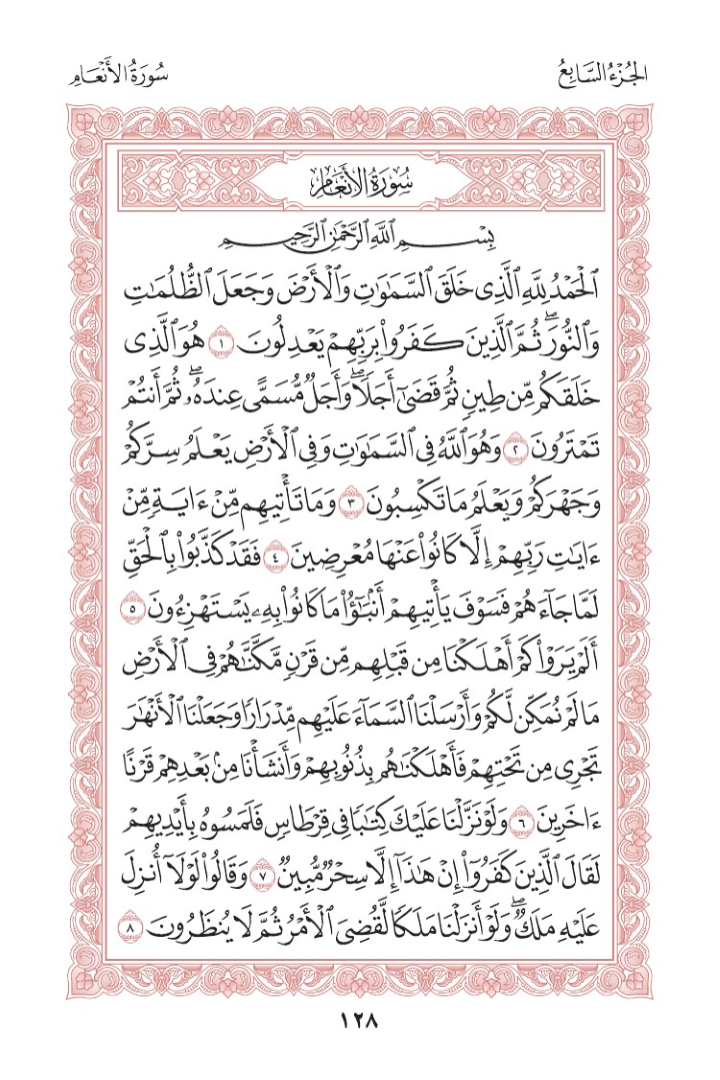 الجُزْءُ السَّابِعُ
سُورَةُ الأَنْعَامِ
سُورَةُ الأَنْعَام
بِسْمِ ٱللَّهِ ٱلرَّحْمَٰنِ ٱلرَّحِيمِ
ٱلْحَمْدُ لِلَّهِ ٱلَّذِى خَلَقَ ٱلسَّمَٰوَٰتِ وَٱلْأَرْضَ وَجَعَلَ ٱلظُّلُمَٰتِ
وَٱلنُّورَۖ ثُمَّ ٱلَّذِينَ كَفَرُوا۟ بِرَبِّهِمْ يَعْدِلُونَ ١ هُوَ ٱلَّذِى
خَلَقَكُم مِّن طِينٍ ثُمَّ قَضَىٰٓ أَجَلًاۖ وَأَجَلٌ مُّسَمًّى عِندَهُۥۖ ثُمَّ أَنتُمْ
تَمْتَرُونَ ٢ وَهُوَ ٱللَّهُ فِى ٱلسَّمَٰوَٰتِ وَفِى ٱلْأَرْضِ يَعْلَمُ سِرَّكُمْ
وَجَهْرَكُمْ وَيَعْلَمُ مَا تَكْسِبُونَ ٣ وَمَا تَأْتِيهِم مِّنْ ءَايَةٍ مِّنْ
ءَايَٰتِ رَبِّهِمْ إِلَّا كَانُوا۟ عَنْهَا مُعْرِضِينَ ٤ فَقَدْ كَذَّبُوا۟ بِٱلْحَقِّ
لَمَّا جَآءَهُمْ فَسَوْفَ يَأْتِيهِمْ أَنۢبَٰٓؤُا۟ مَا كَانُوا۟ بِهِۦ يَسْتَهْزِءُونَ ٥
أَلَمْ يَرَوْا۟ كَمْ أَهْلَكْنَا مِن قَبْلِهِم مِّن قَرْنٍ مَّكَّنَّٰهُمْ فِى ٱلْأَرْضِ
مَا لَمْ نُمَكِّن لَّكُمْ وَأَرْسَلْنَا ٱلسَّمَآءَ عَلَيْهِم مِّدْرَارًا وَجَعَلْنَا ٱلْأَنْهَٰرَ
تَجْرِى مِن تَحْتِهِمْ فَأَهْلَكْنَٰهُم بِذُنُوبِهِمْ وَأَنشَأْنَا مِنۢ بَعْدِهِمْ قَرْنًا
ءَاخَرِينَ ٦ وَلَوْ نَزَّلْنَا عَلَيْكَ كِتَٰبًا فِى قِرْطَاسٍ فَلَمَسُوهُ بِأَيْدِيهِمْ
لَقَالَ ٱلَّذِينَ كَفَرُوٓا۟ إِنْ هَٰذَآ إِلَّا سِحْرٌ مُّبِينٌ ٧ وَقَالُوا۟ لَوْلَآ أُنزِلَ
عَلَيْهِ مَلَكٌۖ وَلَوْ أَنزَلْنَا مَلَكًا لَّقُضِىَ ٱلْأَمْرُ ثُمَّ لَا يُنظَرُونَ ٨
١٢٨